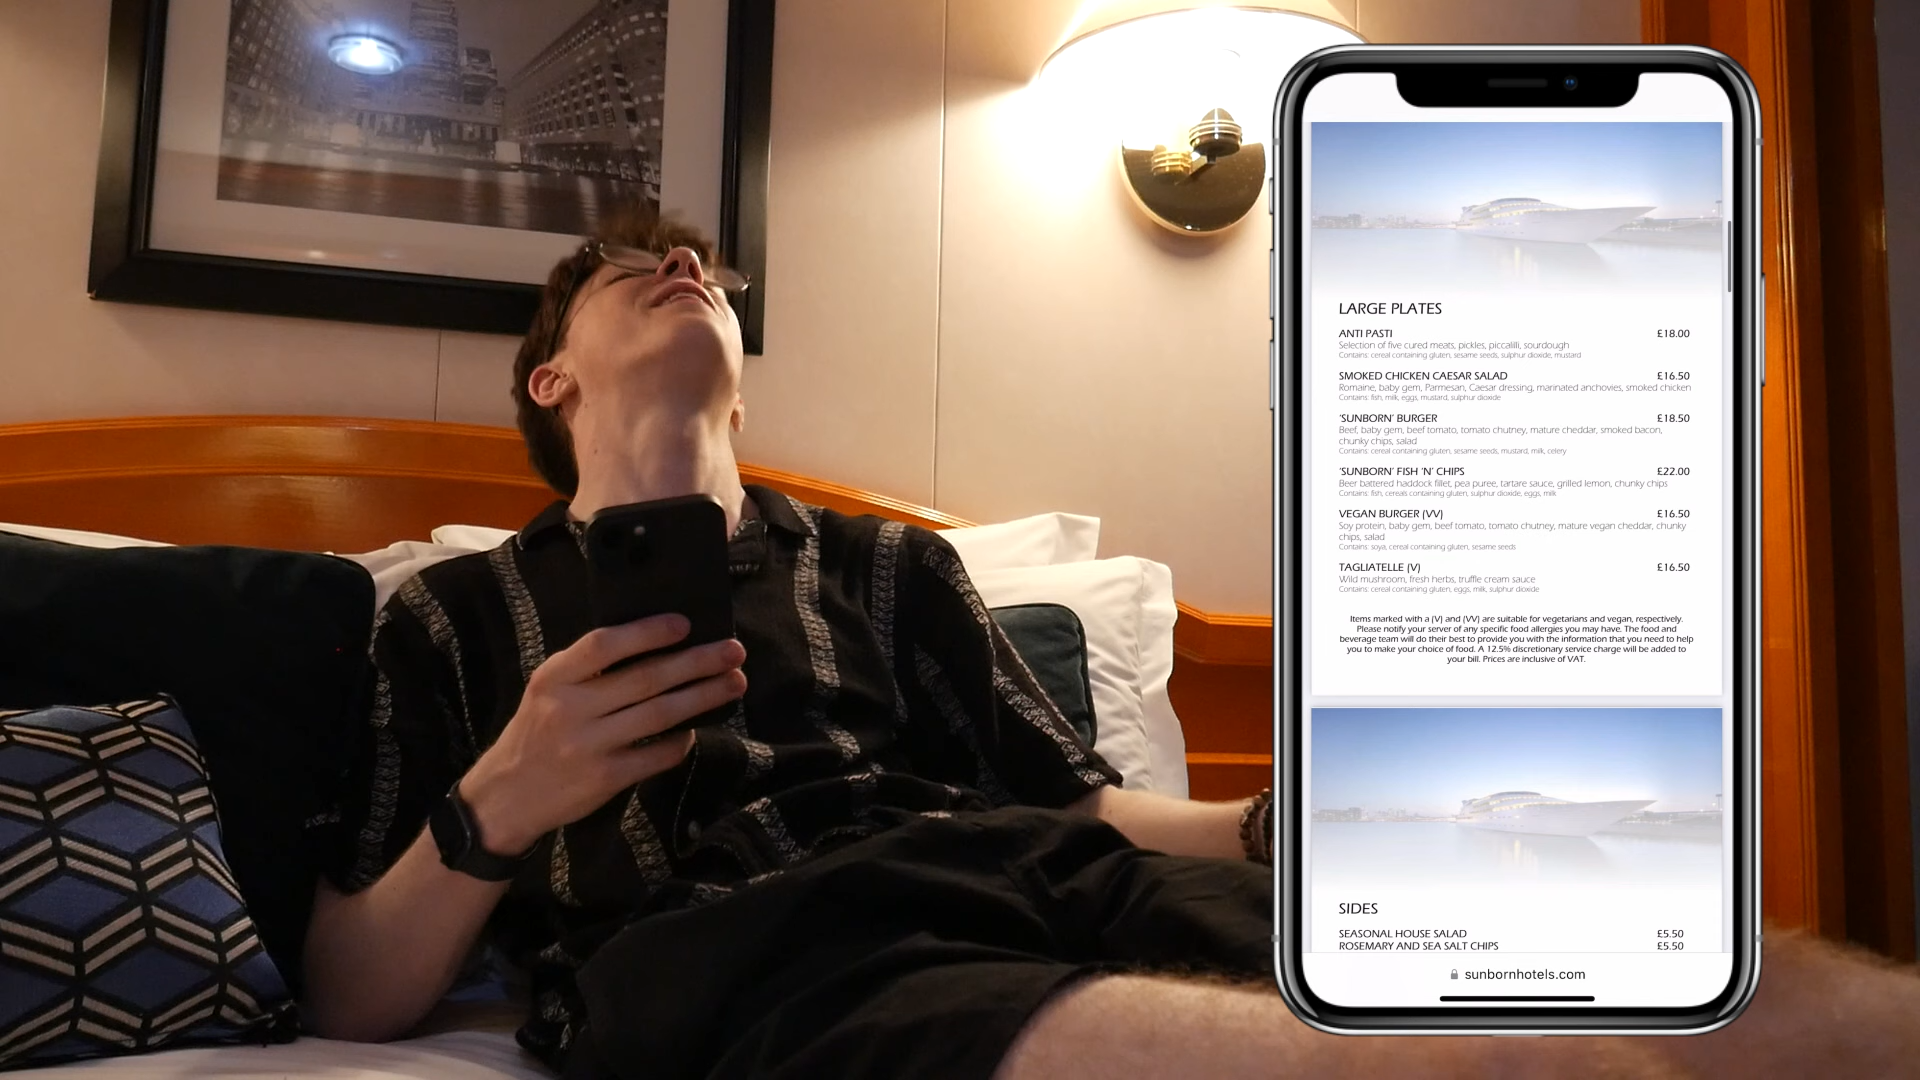 LARGE PLATES
ANTI PASTI £18.00
Selection of five cured meats, pickles, piccalilli, sourdough
Contains: cereal containing gluten, sesame seeds, sulphur dioxide, mustard
SMOKED CHICKEN CAESAR SALAD £16.50
Romaine, baby gem, Parmesan, Caesar dressing, marinated anchovies, smoked chicken
Contains: fish, milk, eggs, mustard, sulphur dioxide
'SUNBORN' BURGER £18.50
Beef, baby gem, beef tomato, tomato chutney, mature cheddar, smoked bacon,
chunky chips, salad
Contains: cereal containing gluten, sesame seeds, mustard, milk, celery
'SUNBORN' FISH 'N' CHIPS £22.00
Beer battered haddock fillet, pea puree, tartare sauce, grilled lemon, chunky chips
Contains: fish, cereals containing gluten, sulphur dioxide, eggs, milk
VEGAN BURGER (VV) £16.50
Soy protein, baby gem, beef tomato, tomato chutney, mature vegan cheddar, chunky
chips, salad
Contains: soya, cereal containing gluten, sesame seeds
TAGLIATELLE (V) £16.50
Wild mushroom, fresh herbs, truffle cream sauce
Contains: cereal containing gluten, eggs, milk, sulphur dioxide
Items marked with a (V) and (VV) are suitable for vegetarians and vegan, respectively.
Please notify your server of any specific food allergies you may have. The food and
beverage team will do their best to provide you with the information that you need to help
you to make your choice of food. A 12.5% discretionary service charge will be added to
your bill. Prices are inclusive of VAT.
SIDES
SEASONAL HOUSE SALAD £5.50
ROSEMARY AND SEA SALT CHIPS £5.50
sunbornhotels.com